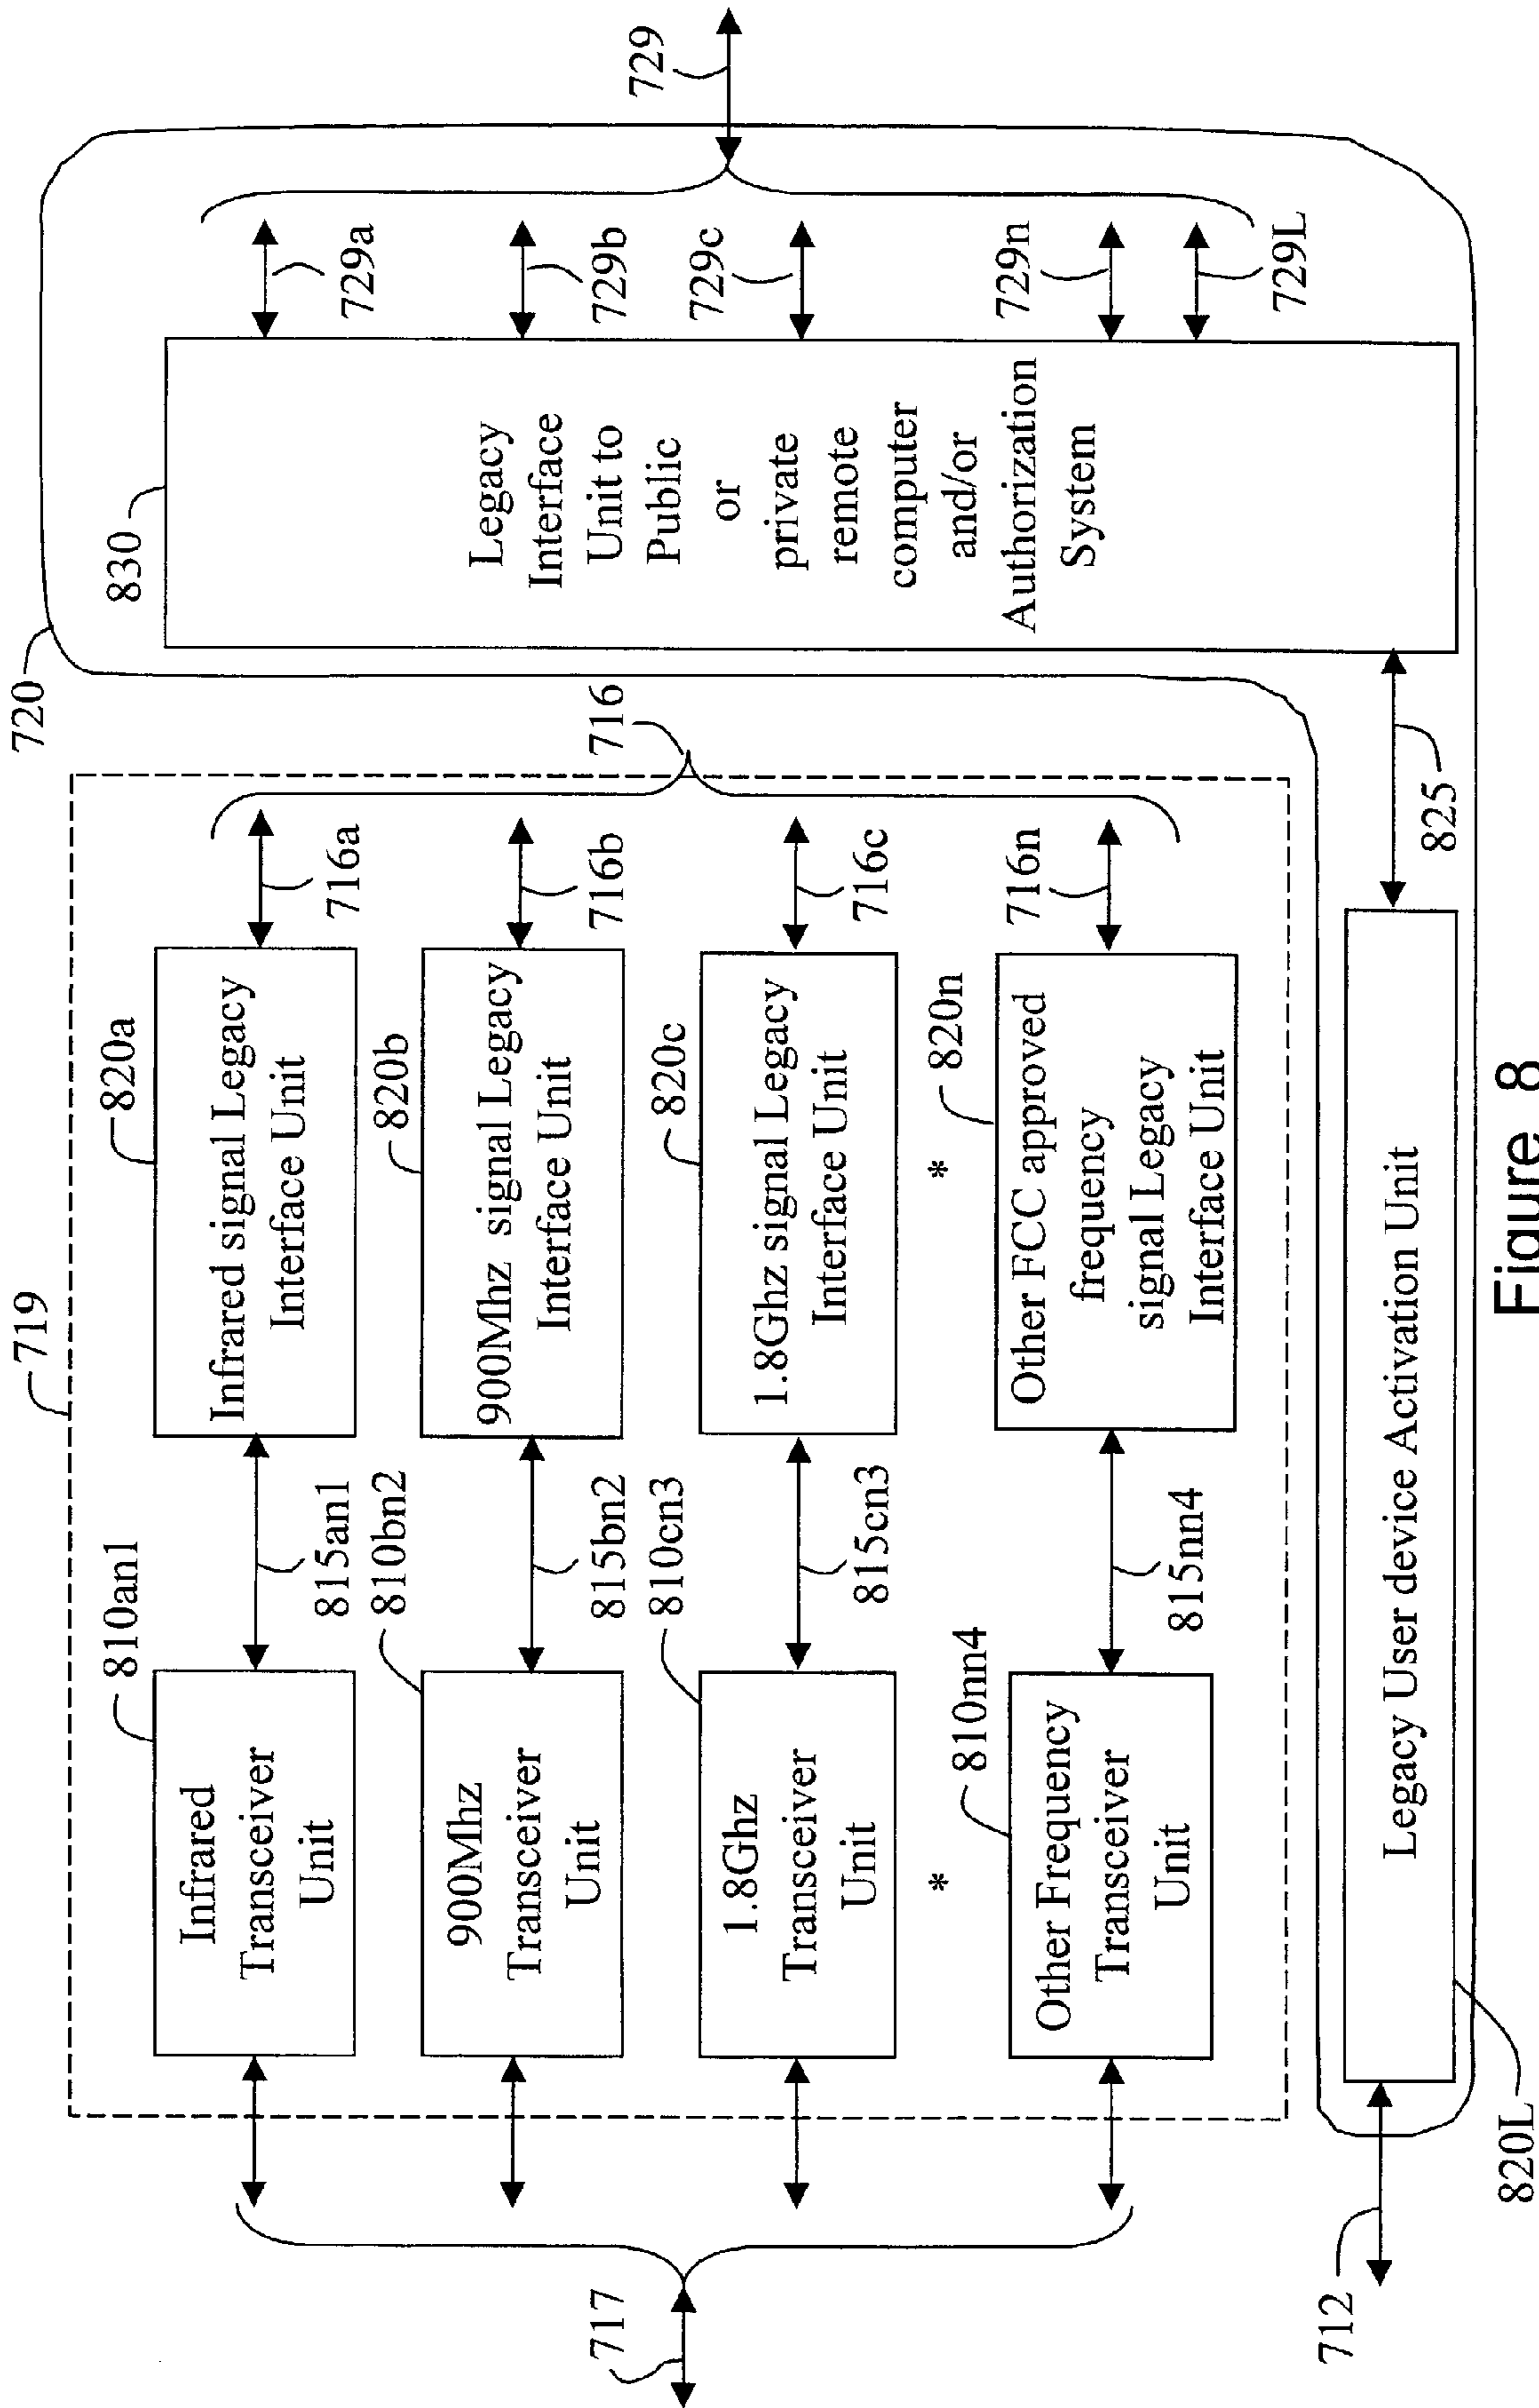 719
720
810an1
Infrared
Transceiver
Unit
815an1
820a
Infrared signal Legacy
Interface Unit
716a
810bn2
900Mhz
Transceiver
Unit
815bn2
820b
900Mhz signal Legacy
Interface Unit
716b
717
716
810cn3
1.8Ghz
Transceiver
Unit
815cn3
820c
1.8Ghz signal Legacy
Interface Unit
716c
*
*
810nn4
Other Frequency
Transceiver
Unit
815nn4
820n
Other FCC approved
frequency
signal Legacy
Interface Unit
716n
830
Legacy
Interface
Unit to
Public
or
private
remote
computer
and/or
Authorization
System
729a
729b
729c
729n
729L
729
712
820L
Legacy User device Activation Unit
825
Figure 8